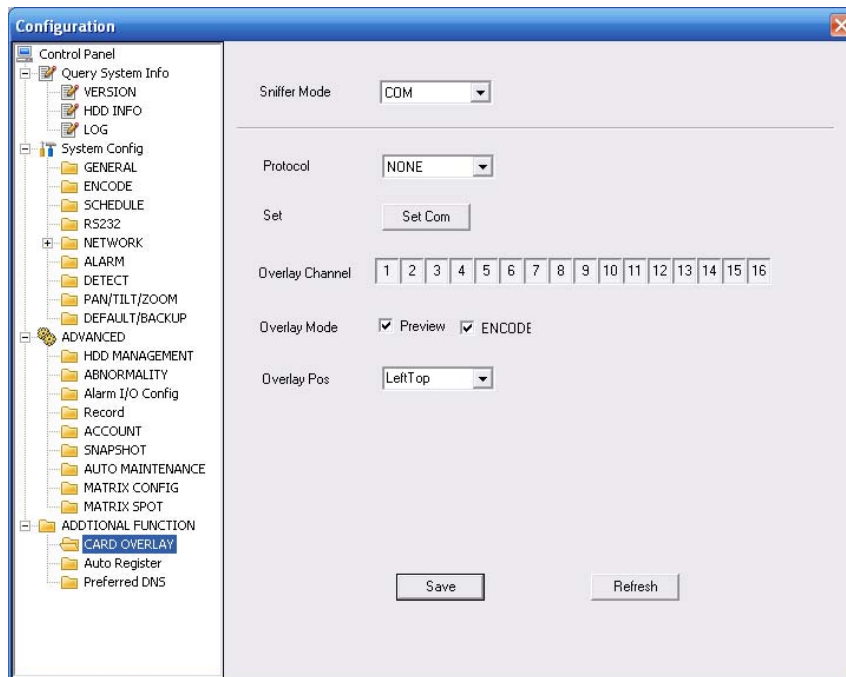 Configuration
Control Panel
Query System Info
VERSION
HDD INFO
LOG
System Config
GENERAL
ENCODE
SCHEDULE
RS232
NETWORK
ALARM
DETECT
PAN/TILT/ZOOM
DEFAULT/BACKUP
ADVANCED
HDD MANAGEMENT
ABNORMALITY
Alarm I/O Config
Record
ACCOUNT
SNAPSHOT
AUTO MAINTENANCE
MATRIX CONFIG
MATRIX SPOT
ADDTIONAL FUNCTION
CARD OVERLAY
Auto Register
Preferred DNS
Sniffer Mode COM
Protocol NONE
Set Set Com
Overlay Channel 1 2 3 4 5 6 7 8 9 10 11 12 13 14 15 16
Overlay Mode Preview ENCODE
Overlay Pos LeftTop
Save Refresh